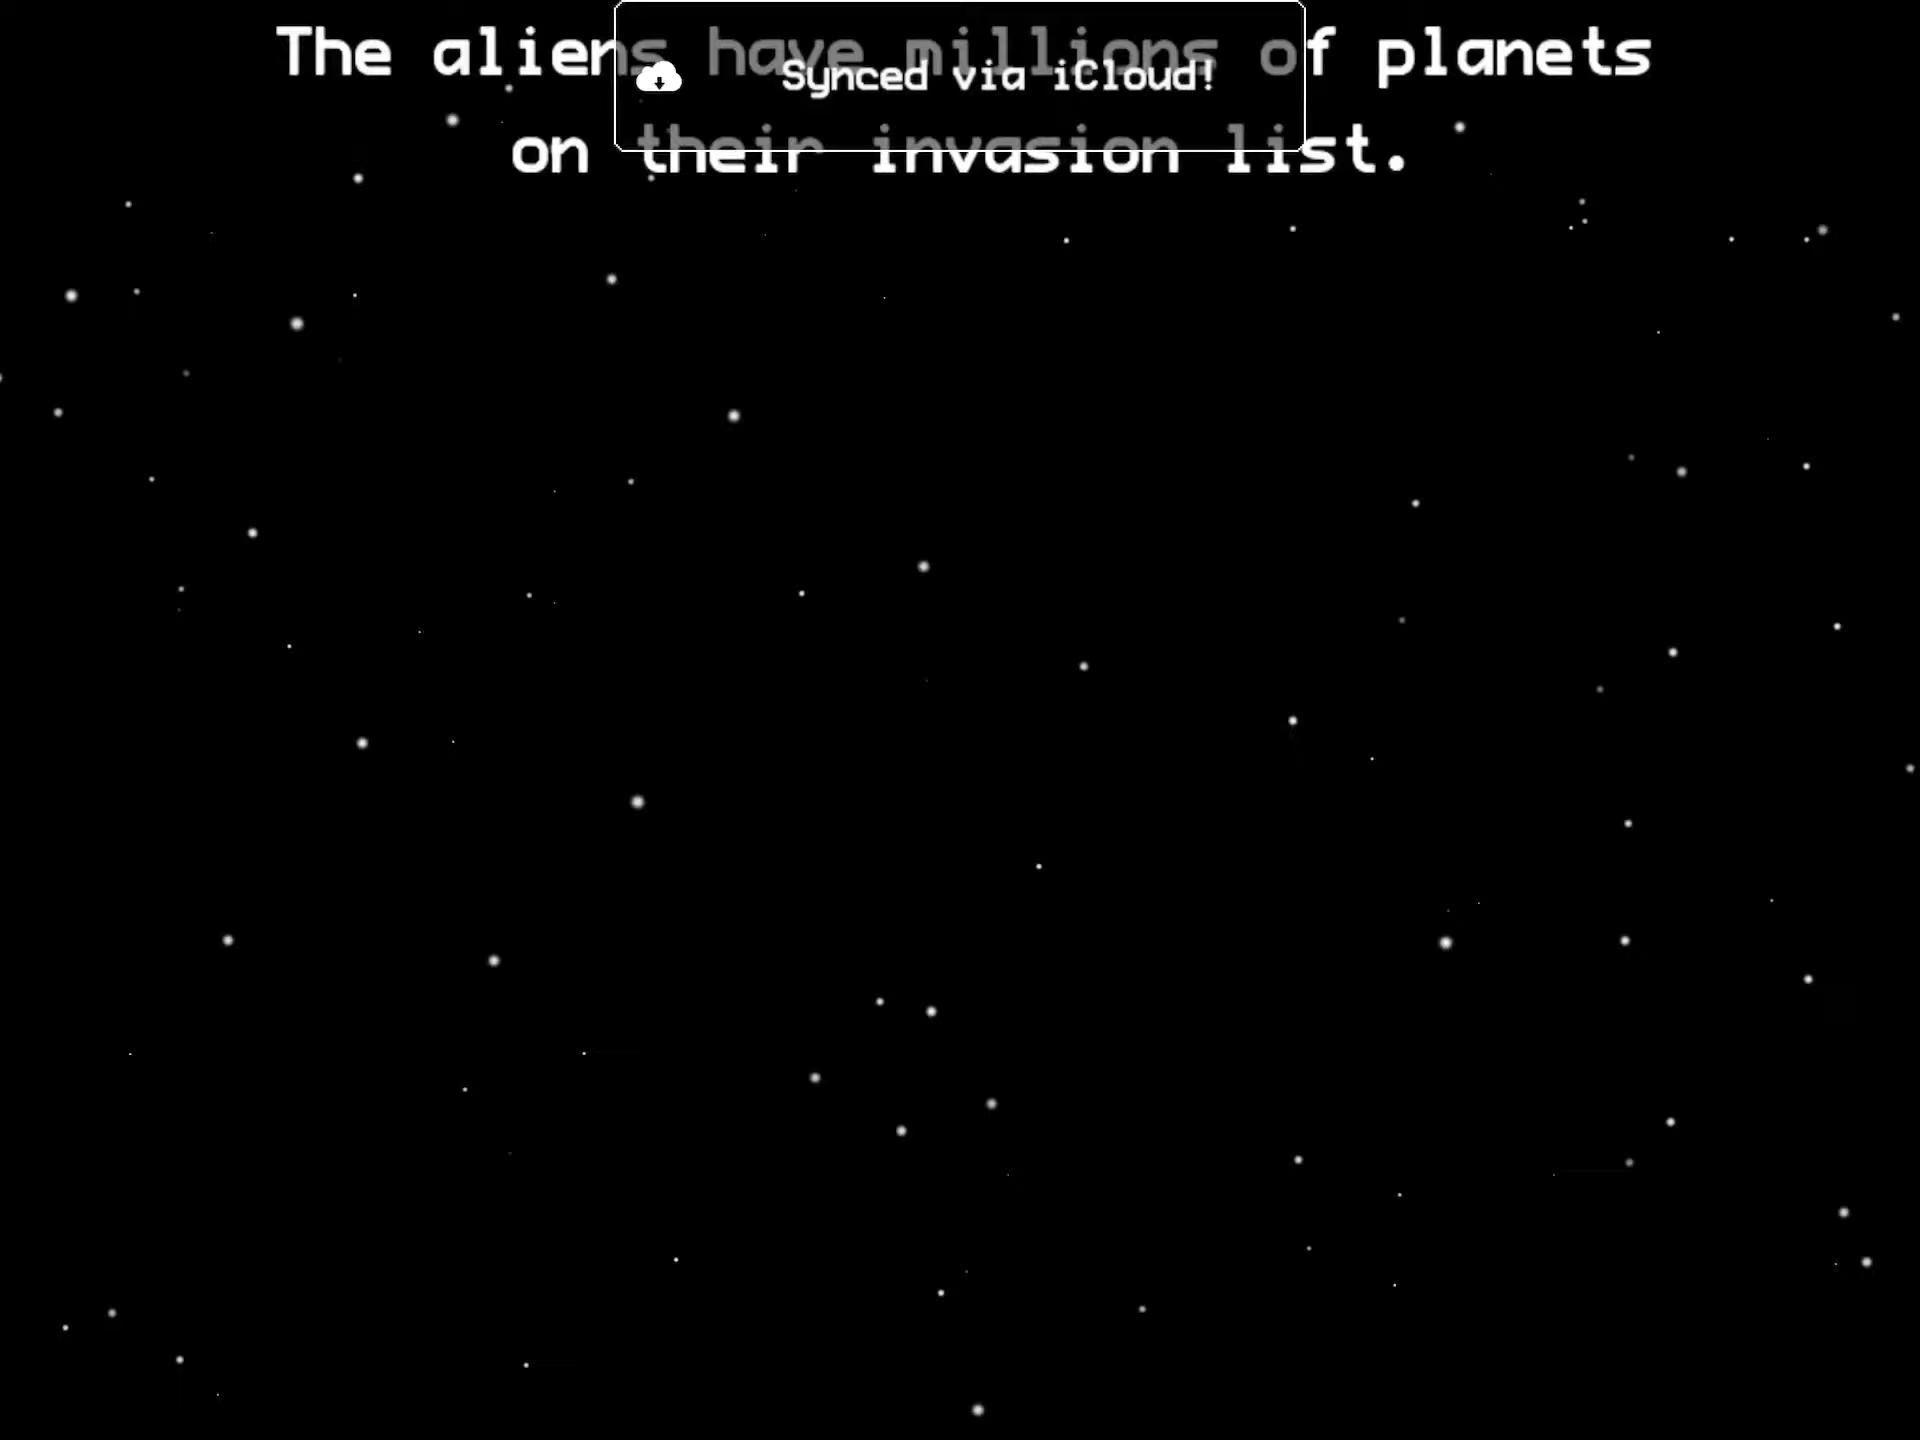 The aliens have millions of planets
Synced via iCloud!
on their invasion list.